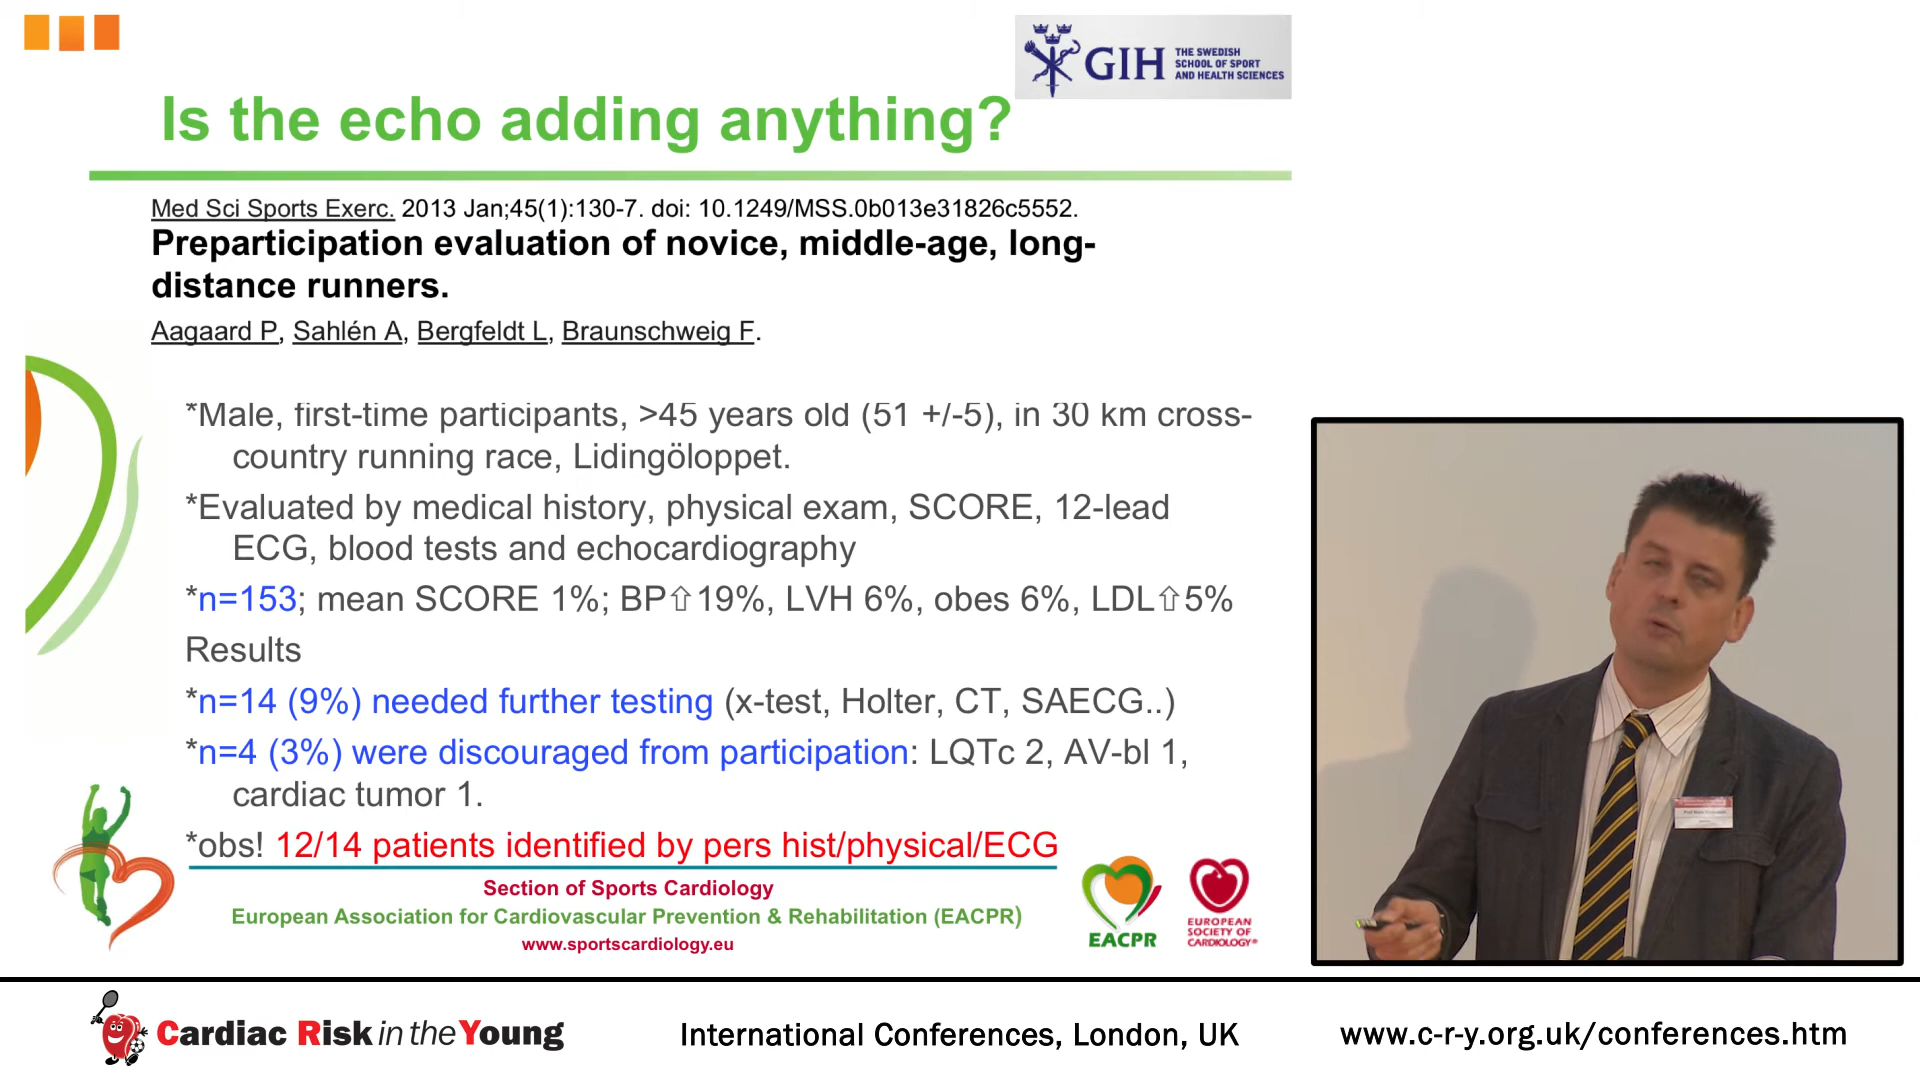 GIH THE SWEDISH
SCHOOL OF SPORT
AND HEALTH SCIENCES
Is the echo adding anything?
Med Sci Sports Exerc. 2013 Jan;45(1):130-7. doi: 10.1249/MSS.0b013e31826c5552.
Preparticipation evaluation of novice, middle-age, long-
distance runners.
Aagaard P, Sahlén A, Bergfeldt L, Braunschweig F.
*Male, first-time participants, >45 years old (51 +/-5), in 30 km cross-
country running race, Lidingöloppet.
*Evaluated by medical history, physical exam, SCORE, 12-lead
ECG, blood tests and echocardiography
*n=153; mean SCORE 1%; BP⇧19%, LVH 6%, obes 6%, LDL⇧5%
Results
*n=14 (9%) needed further testing (x-test, Holter, CT, SAECG..)
*n=4 (3%) were discouraged from participation: LQTc 2, AV-bl 1,
cardiac tumor 1.
*obs! 12/14 patients identified by pers hist/physical/ECG
Section of Sports Cardiology
European Association for Cardiovascular Prevention & Rehabilitation (EACPR)
www.sportscardiology.eu
EACPR
EUROPEAN
SOCIETY OF
CARDIOLOGY®
Cardiac Risk in the Young
International Conferences, London, UK
www.c-r-y.org.uk/conferences.htm